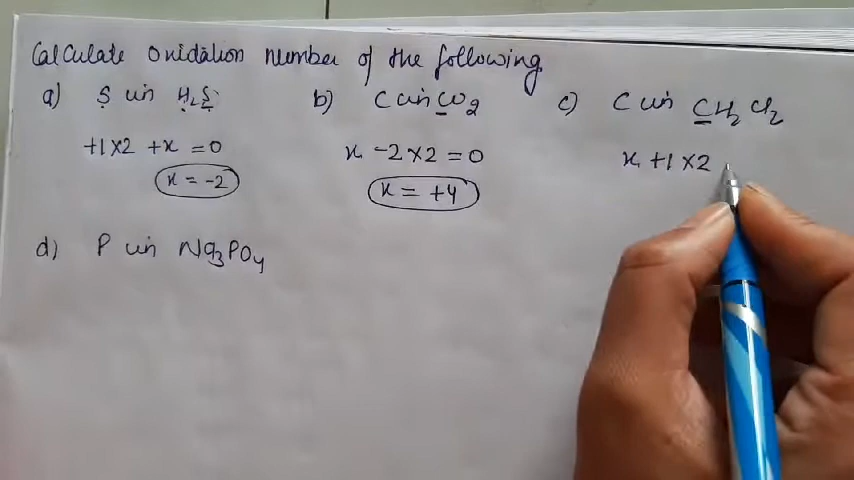 Calculate oxidation number of the following
a) S in H₂S
b) C in CO₂
c) C in CH₂Cl₂
+1×2 +x = 0
x = -2
x -2×2 = 0
x = +4
x +1×2
d) P in Na₃PO₄